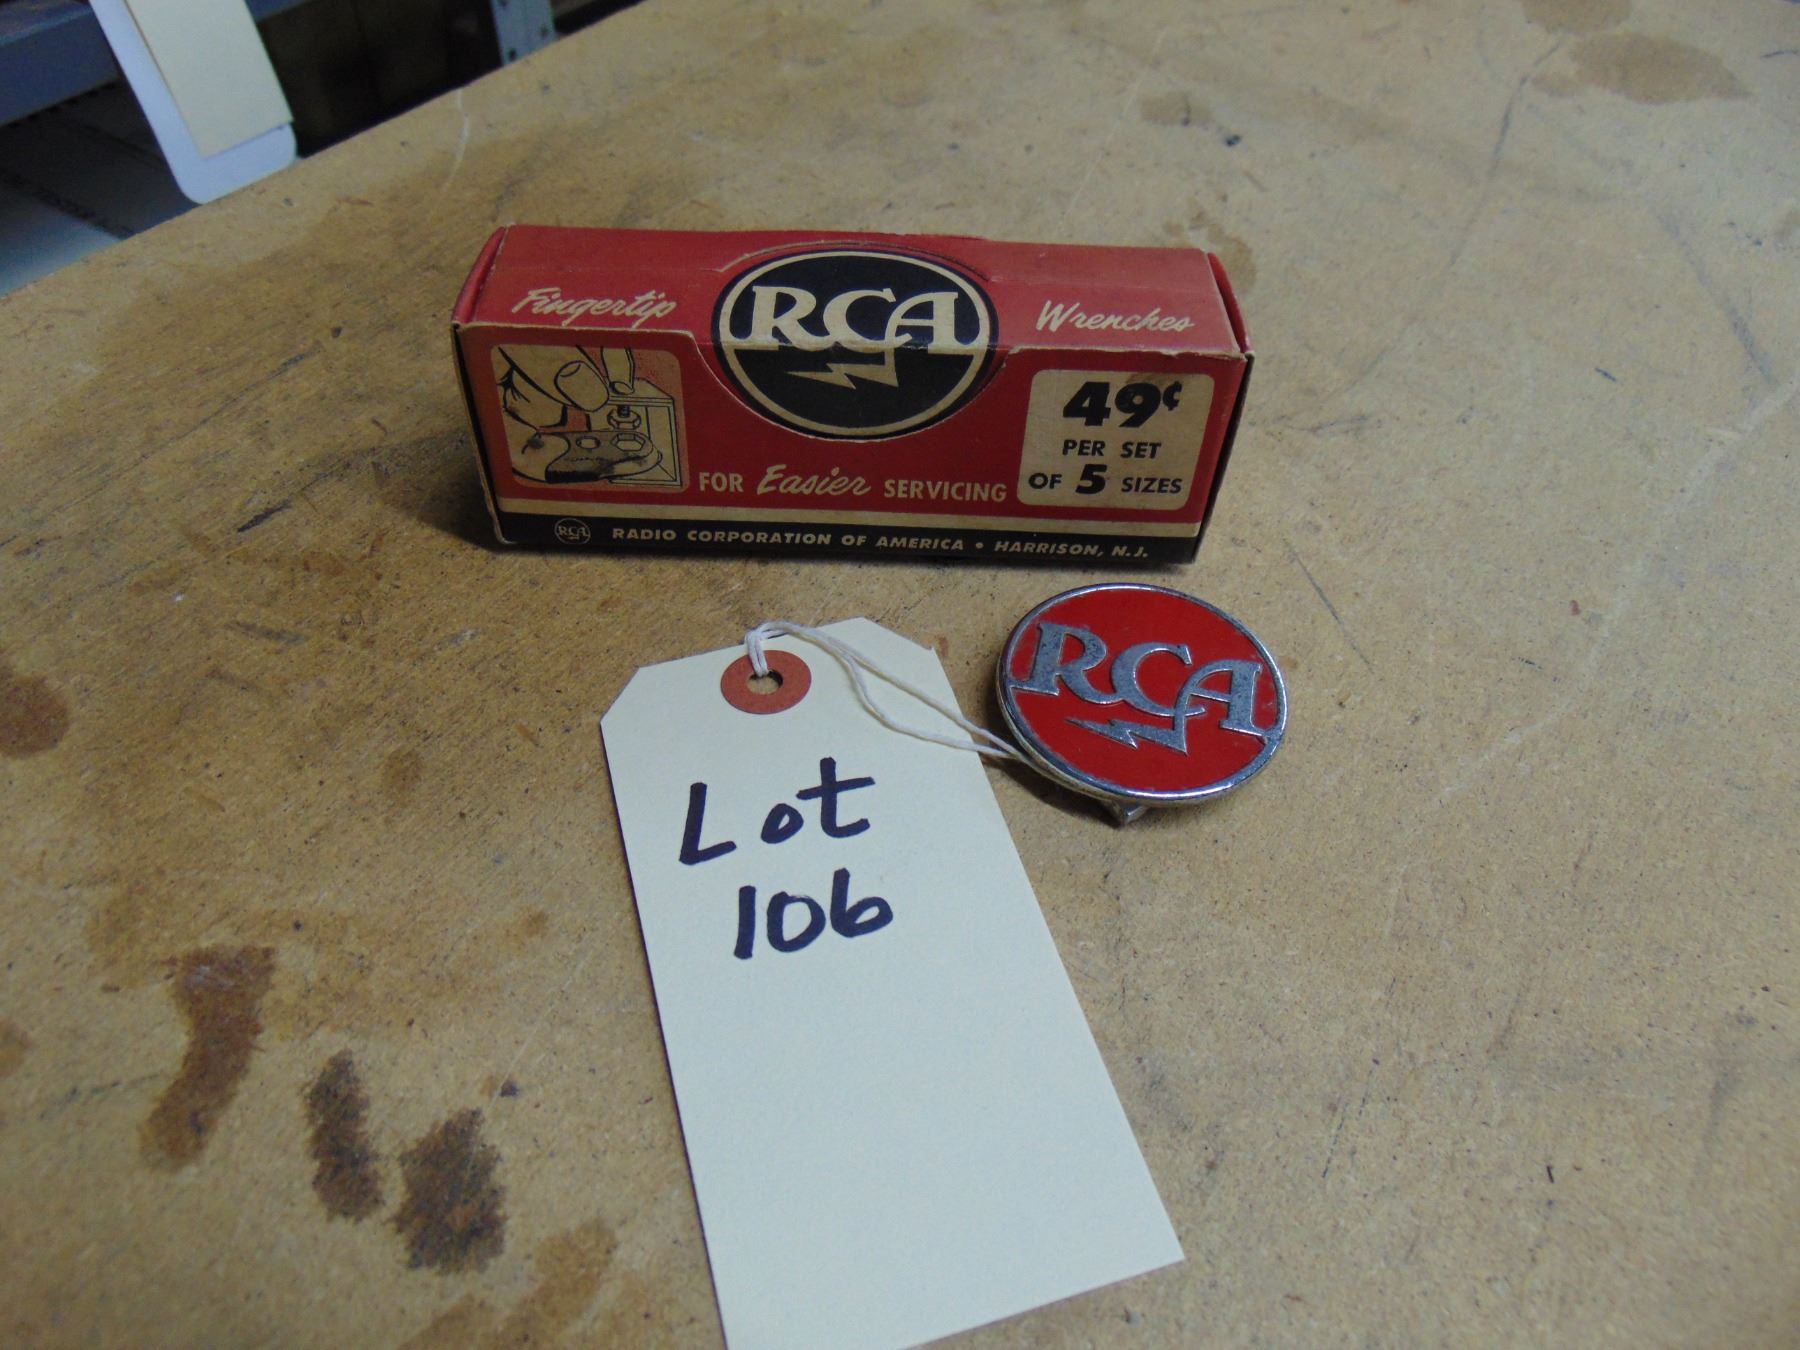 Fingertip RCA Wrenches
49¢
PER SET
OF 5 SIZES
FOR Easier SERVICING
RCA RADIO CORPORATION OF AMERICA • HARRISON, N.J.
RCA
Lot
106